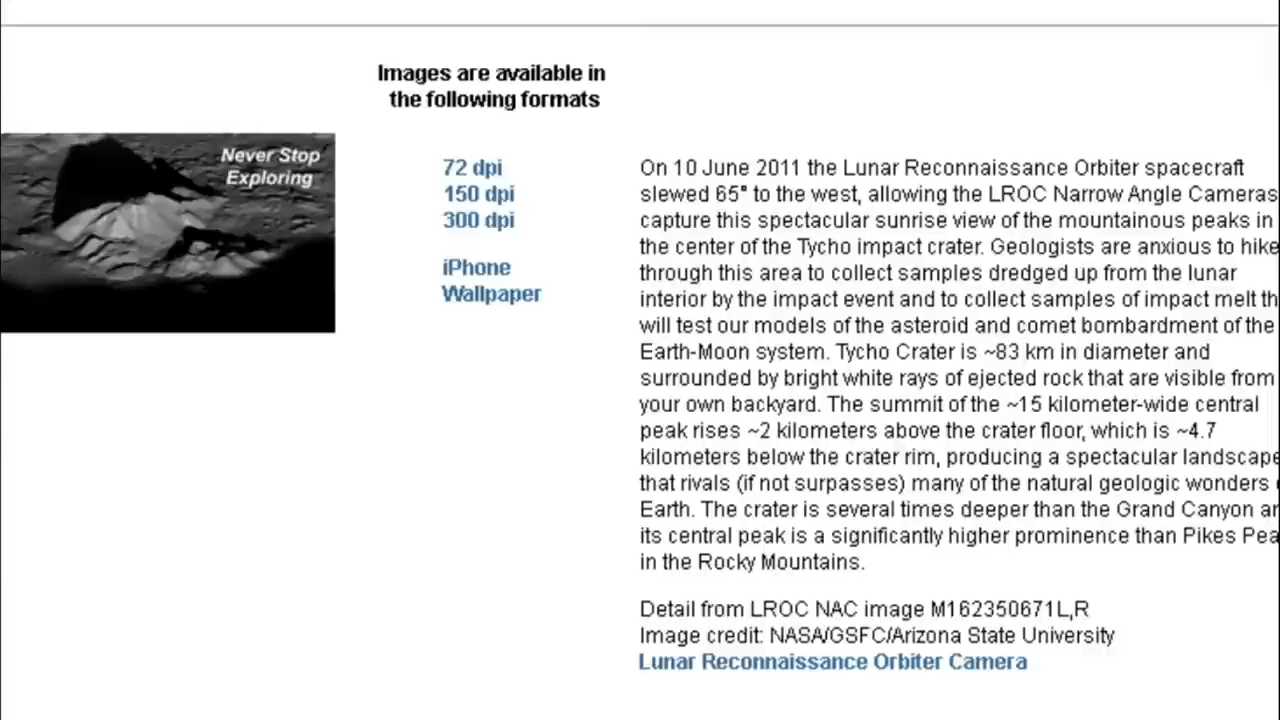 Images are available in
the following formats
Never Stop
Exploring
72 dpi
150 dpi
300 dpi
iPhone
Wallpaper
On 10 June 2011 the Lunar Reconnaissance Orbiter spacecraft
slewed 65° to the west, allowing the LROC Narrow Angle Cameras
capture this spectacular sunrise view of the mountainous peaks in
the center of the Tycho impact crater. Geologists are anxious to hike
through this area to collect samples dredged up from the lunar
interior by the impact event and to collect samples of impact melt th
will test our models of the asteroid and comet bombardment of the
Earth-Moon system. Tycho Crater is ~83 km in diameter and
surrounded by bright white rays of ejected rock that are visible from
your own backyard. The summit of the ~15 kilometer-wide central
peak rises ~2 kilometers above the crater floor, which is ~4.7
kilometers below the crater rim, producing a spectacular landscape
that rivals (if not surpasses) many of the natural geologic wonders
Earth. The crater is several times deeper than the Grand Canyon an
its central peak is a significantly higher prominence than Pikes Pea
in the Rocky Mountains.
Detail from LROC NAC image M162350671L,R
Image credit: NASA/GSFC/Arizona State University
Lunar Reconnaissance Orbiter Camera